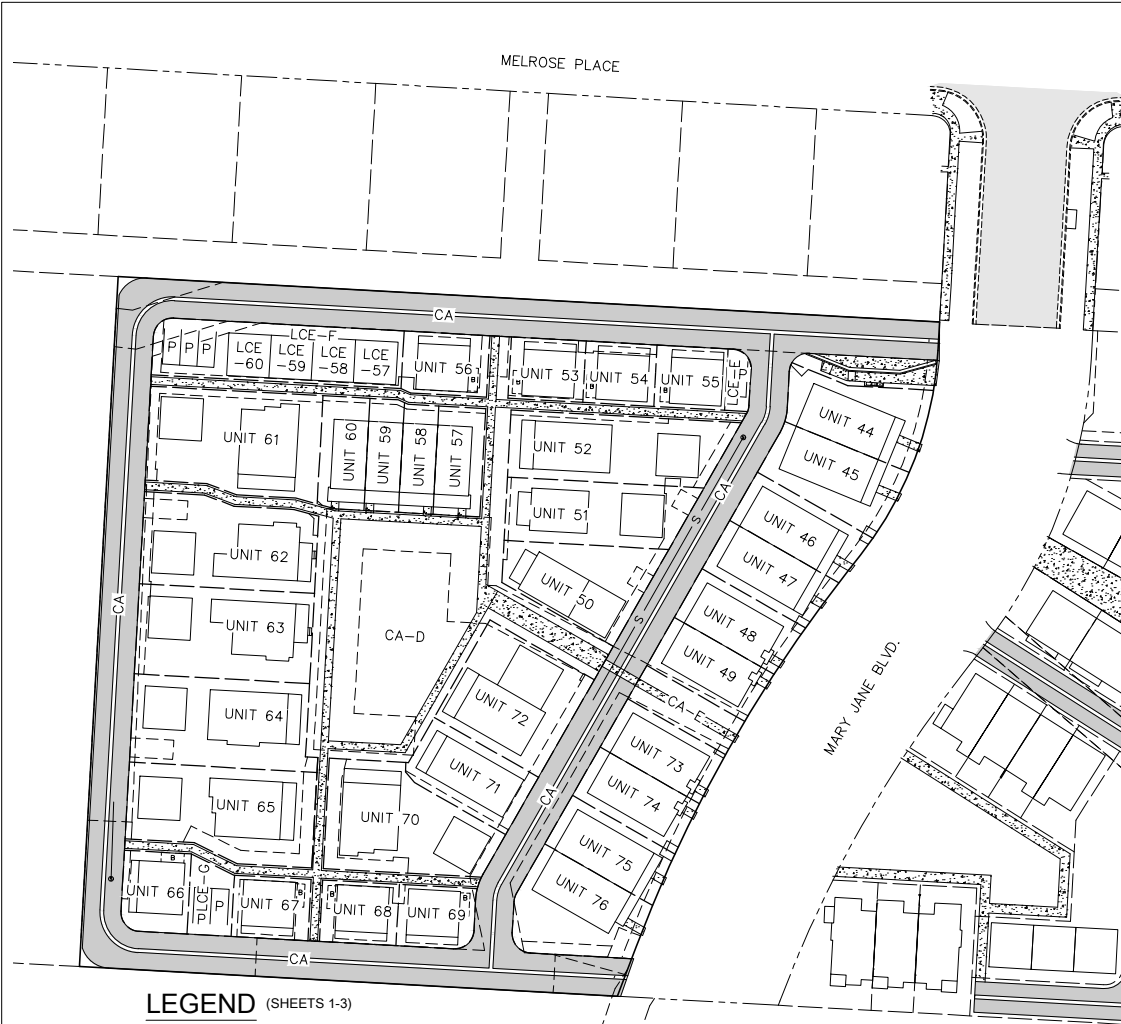 MELROSE PLACE
CA
LCE-F
P P P
LCE
-60
LCE
-59
LCE
-58
LCE
-57
UNIT 56
B
UNIT 53
B
UNIT 54
B
UNIT 55
B
LCE-E
P
UNIT 61
UNIT 60
UNIT 59
UNIT 58
UNIT 57
UNIT 52
UNIT 44
UNIT 45
CA
S
UNIT 51
UNIT 46
UNIT 47
UNIT 62
UNIT 50
CA
UNIT 63
S
UNIT 48
UNIT 49
CA-D
MARY JANE BLVD.
CA-E
UNIT 64
UNIT 72
UNIT 73
UNIT 74
UNIT 71
CA
UNIT 65
UNIT 70
UNIT 75
UNIT 76
B
UNIT 66
P
LCE-G
P
UNIT 67
B
B
UNIT 68
UNIT 69
B
CA
LEGEND (SHEETS 1-3)